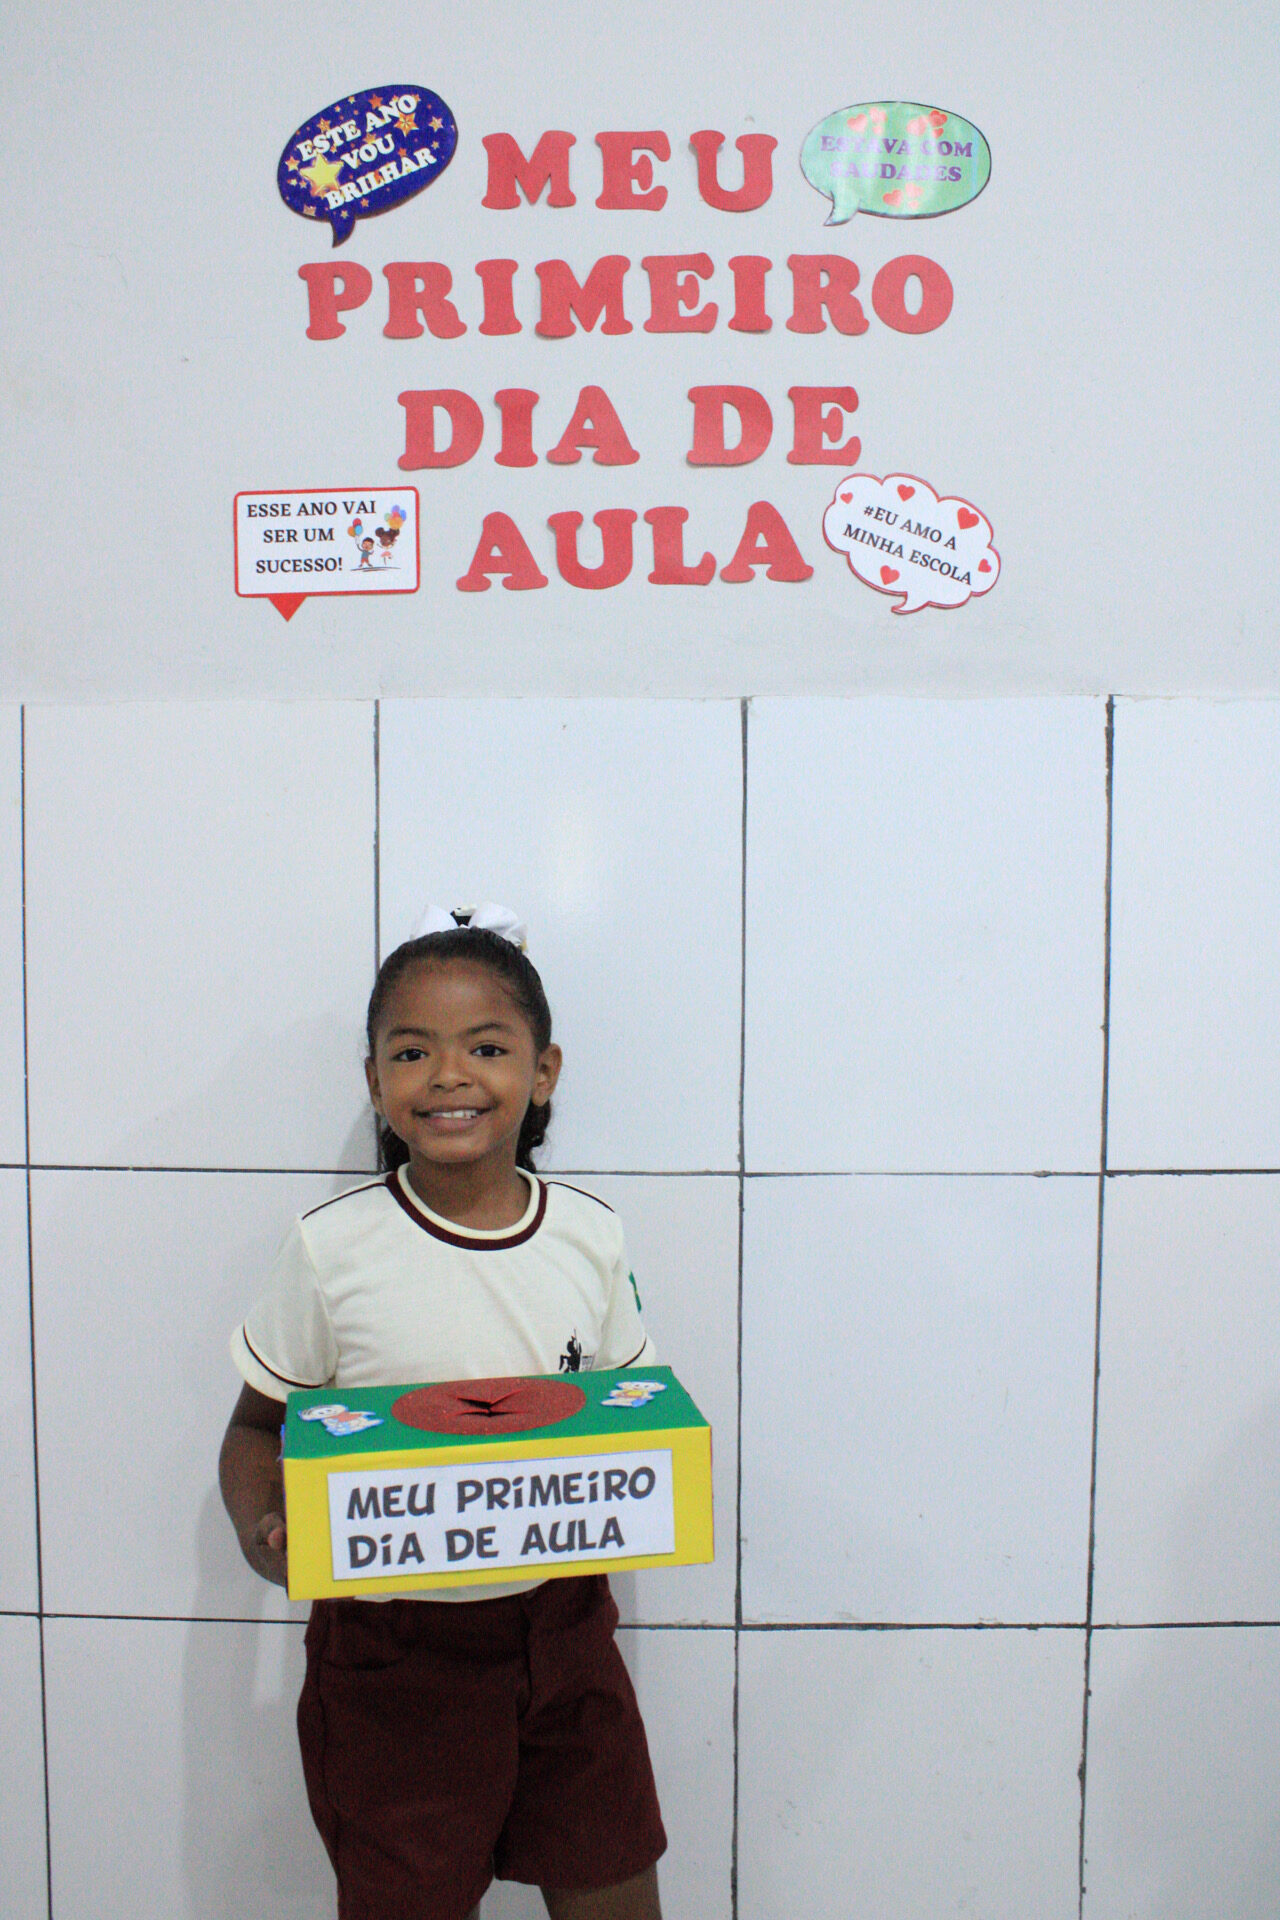 ESTE ANO
VOU
BRILHAR
MEU
ESTAVA COM
SAUDADES
PRIMEIRO
DIA DE
AULA
ESSE ANO VAI
SER UM
SUCESSO!
#EU AMO A
MINHA ESCOLA
MEU PRIMEIRO
DIA DE AULA